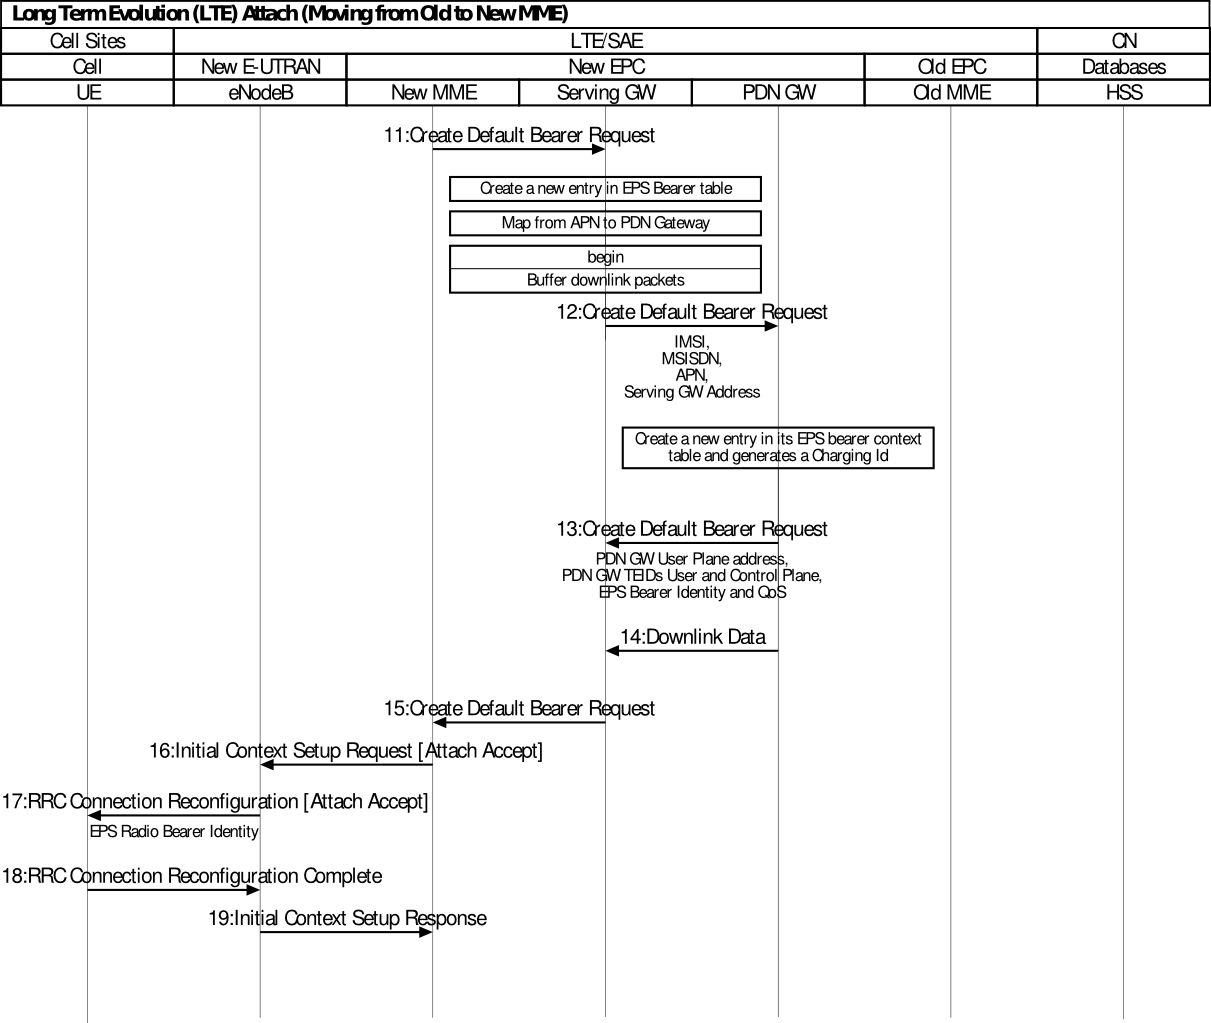 Long Term Evolution (LTE) Attach (Moving from Old to New MME)
Cell Sites LTE/SAE CN
Cell New E-UTRAN New EPC Old EPC Databases
UE eNodeB New MME Serving GW PDN GW Old MME HSS
11:Create Default Bearer Request
Create a new entry in EPS Bearer table
Map from APN to PDN Gateway
begin
Buffer downlink packets
12:Create Default Bearer Request
IMSI,
MSISDN,
APN,
Serving GW Address
Create a new entry in its EPS bearer context
table and generates a Charging Id
13:Create Default Bearer Request
PDN GW User Plane address,
PDN GW TEIDs User and Control Plane,
EPS Bearer Identity and QoS
14:Downlink Data
15:Create Default Bearer Request
16:Initial Context Setup Request [Attach Accept]
17:RRC Connection Reconfiguration [Attach Accept]
EPS Radio Bearer Identity
18:RRC Connection Reconfiguration Complete
19:Initial Context Setup Response